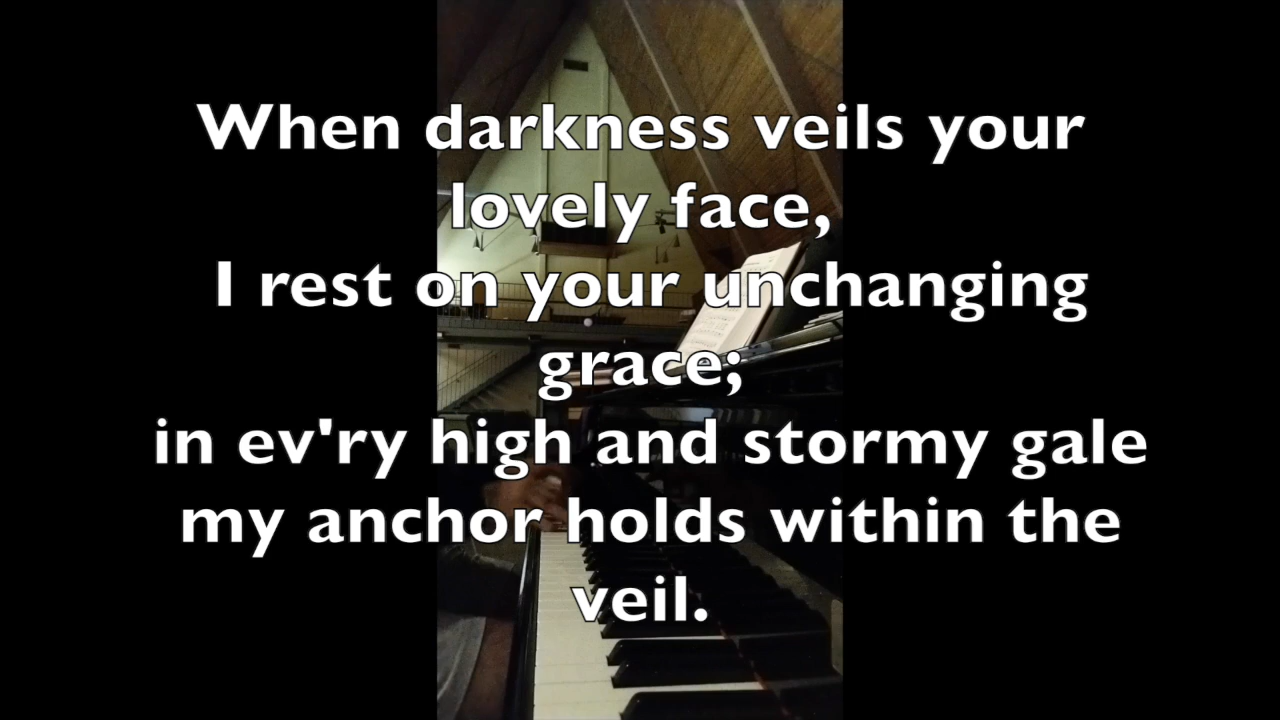 When darkness veils your
lovely face,
I rest on your unchanging
grace;
in ev'ry high and stormy gale
my anchor holds within the
veil.